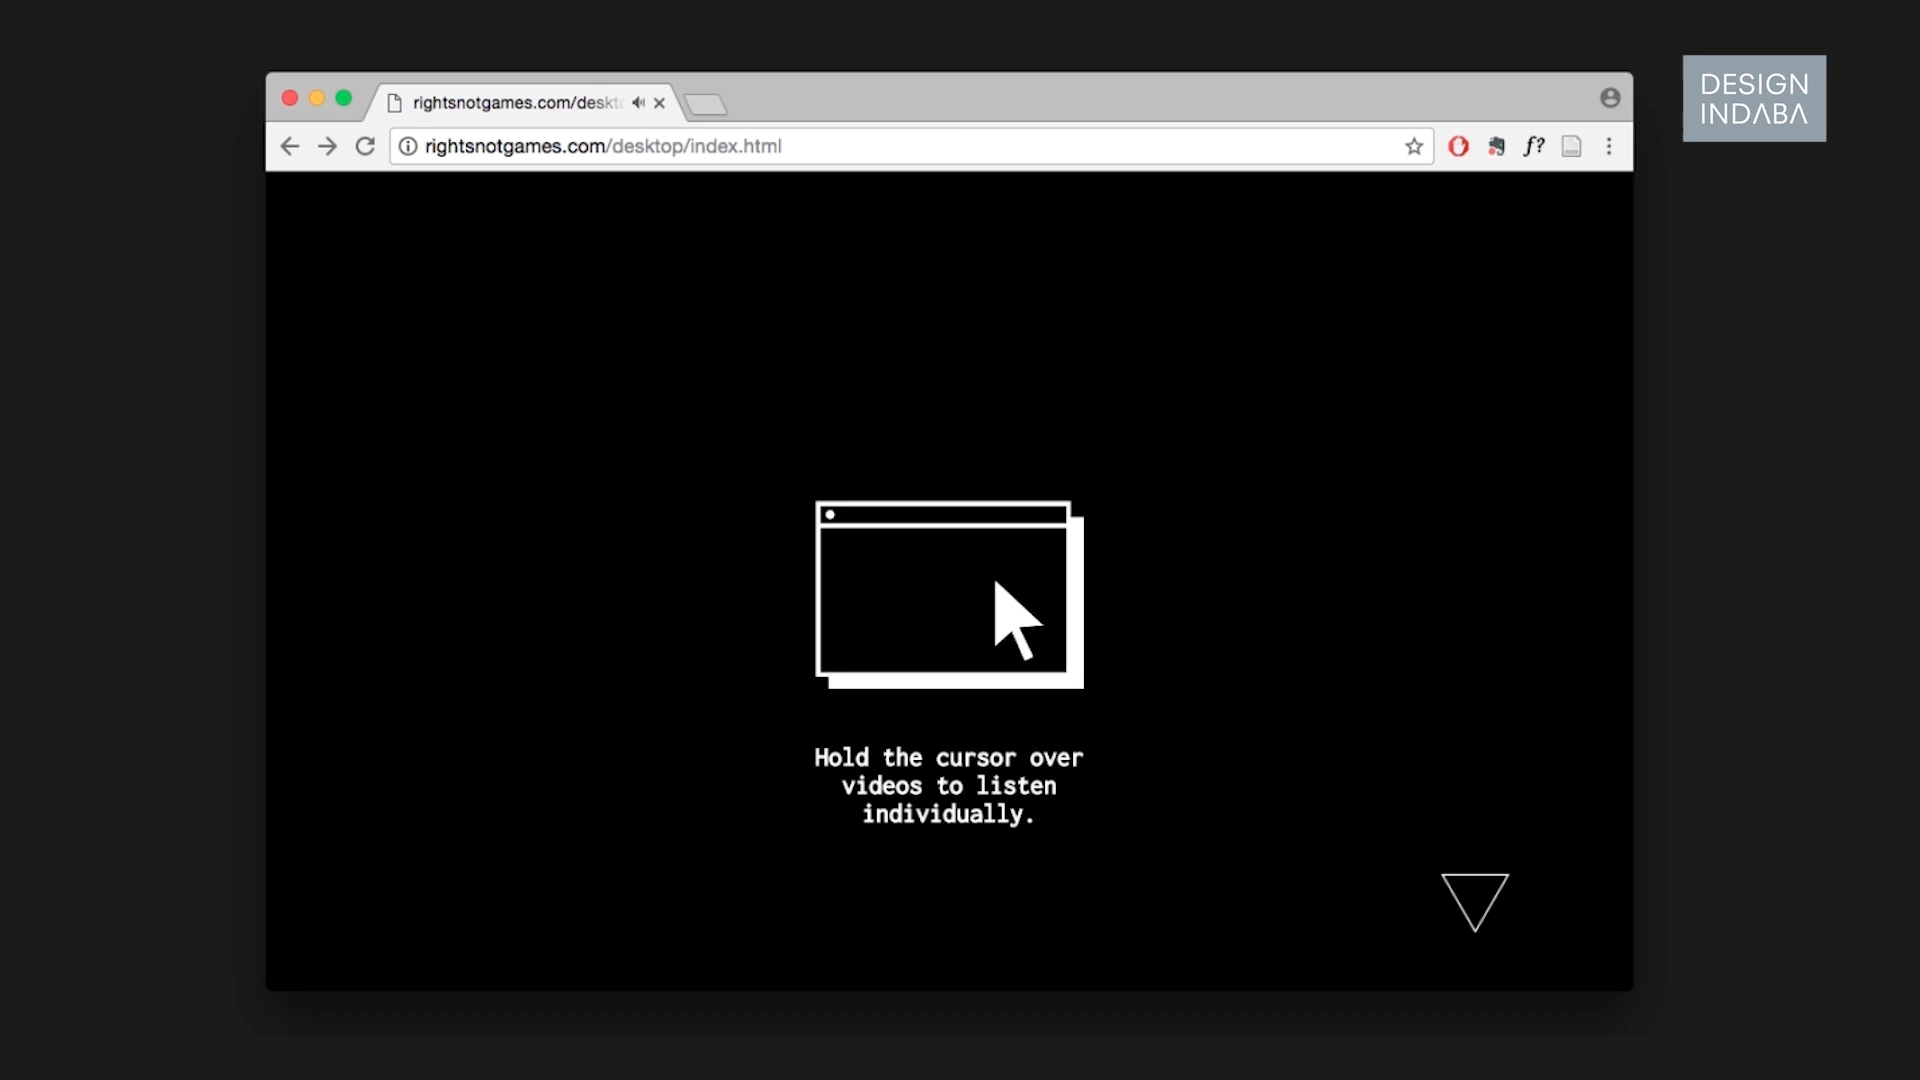 rightsnotgames.com/deskt
DESIGN
INDABA
rightsnotgames.com/desktop/index.html
f?
Hold the cursor over
videos to listen
individually.